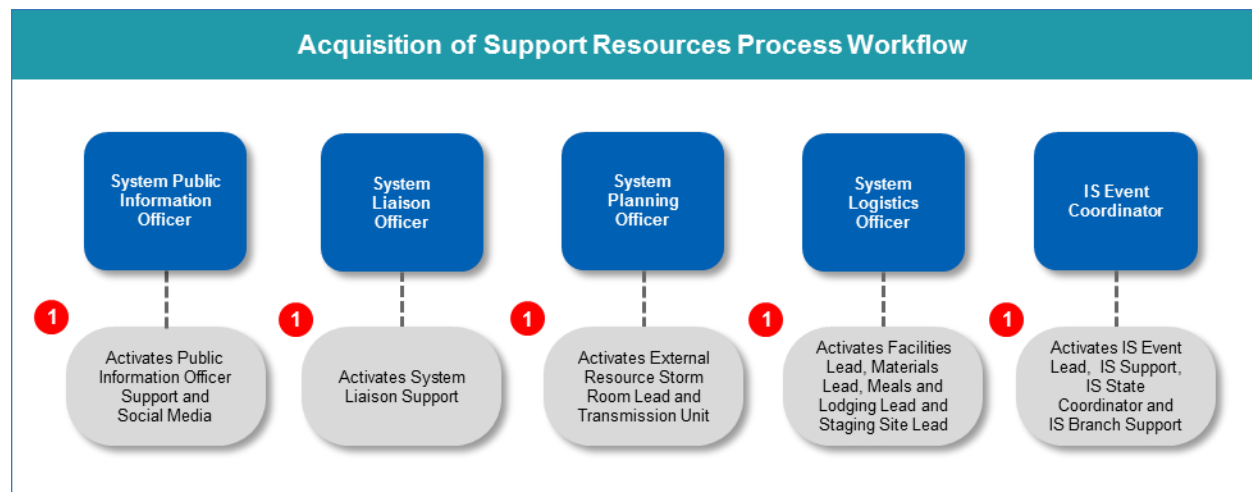 Acquisition of Support Resources Process Workflow
System Public
Information
Officer
System
Liaison
Officer
System
Planning
Officer
System
Logistics
Officer
IS Event
Coordinator
1
Activates Public
Information Officer
Support and
Social Media
1
Activates System
Liaison Support
1
Activates External
Resource Storm
Room Lead and
Transmission Unit
1
Activates Facilities
Lead, Materials
Lead, Meals and
Lodging Lead and
Staging Site Lead
1
Activates IS Event
Lead, IS Support,
IS State
Coordinator and
IS Branch Support